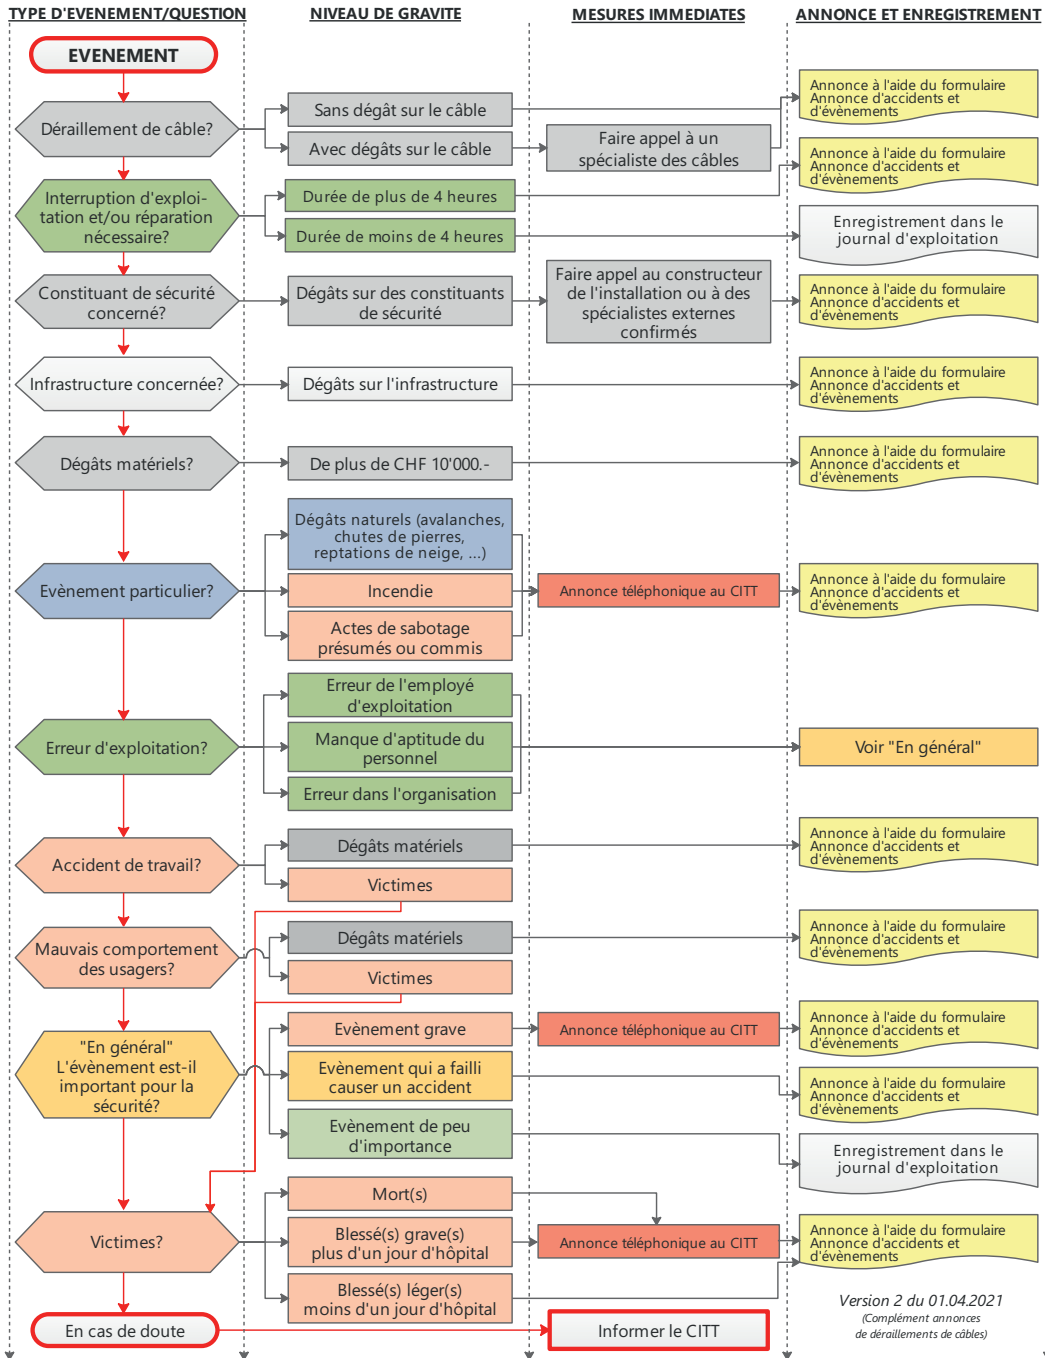 TYPE D'EVENEMENT/QUESTION
NIVEAU DE GRAVITE
MESURES IMMEDIATES
ANNONCE ET ENREGISTREMENT
EVENEMENT
Déraillement de câble?
Sans dégât sur le câble
Annonce à l'aide du formulaire
Annonce d'accidents et
d'évènements
Avec dégâts sur le câble
Faire appel à un
spécialiste des câbles
Interruption d'exploi-
tation et/ou réparation
nécessaire?
Durée de plus de 4 heures
Annonce à l'aide du formulaire
Annonce d'accidents et
d'évènements
Durée de moins de 4 heures
Enregistrement dans le
journal d'exploitation
Constituant de sécurité
concerné?
Dégâts sur des constituants
de sécurité
Faire appel au constructeur
de l'installation ou à des
spécialistes externes
confirmés
Annonce à l'aide du formulaire
Annonce d'accidents et
d'évènements
Infrastructure concernée?
Dégâts sur l'infrastructure
Annonce à l'aide du formulaire
Annonce d'accidents et
d'évènements
Dégâts matériels?
De plus de CHF 10'000.-
Annonce à l'aide du formulaire
Annonce d'accidents et
d'évènements
Evènement particulier?
Dégâts naturels (avalanches,
chutes de pierres,
reptations de neige, ...)
Incendie
Actes de sabotage
présumés ou commis
Annonce téléphonique au CITT
Annonce à l'aide du formulaire
Annonce d'accidents et
d'évènements
Erreur d'exploitation?
Erreur de l'employé
d'exploitation
Manque d'aptitude du
personnel
Erreur dans l'organisation
Voir "En général"
Accident de travail?
Dégâts matériels
Annonce à l'aide du formulaire
Annonce d'accidents et
d'évènements
Victimes
Mauvais comportement
des usagers?
Dégâts matériels
Annonce à l'aide du formulaire
Annonce d'accidents et
d'évènements
Victimes
"En général"
L'évènement est-il
important pour la
sécurité?
Evènement grave
Annonce téléphonique au CITT
Annonce à l'aide du formulaire
Annonce d'accidents et
d'évènements
Evènement qui a failli
causer un accident
Annonce à l'aide du formulaire
Annonce d'accidents et
d'évènements
Evènement de peu
d'importance
Enregistrement dans le
journal d'exploitation
Victimes?
Mort(s)
Blessé(s) grave(s)
plus d'un jour d'hôpital
Annonce téléphonique au CITT
Annonce à l'aide du formulaire
Annonce d'accidents et
d'évènements
Blessé(s) léger(s)
moins d'un jour d'hôpital
En cas de doute
Informer le CITT
Version 2 du 01.04.2021
(Complément annonces
de déraillements de câbles)